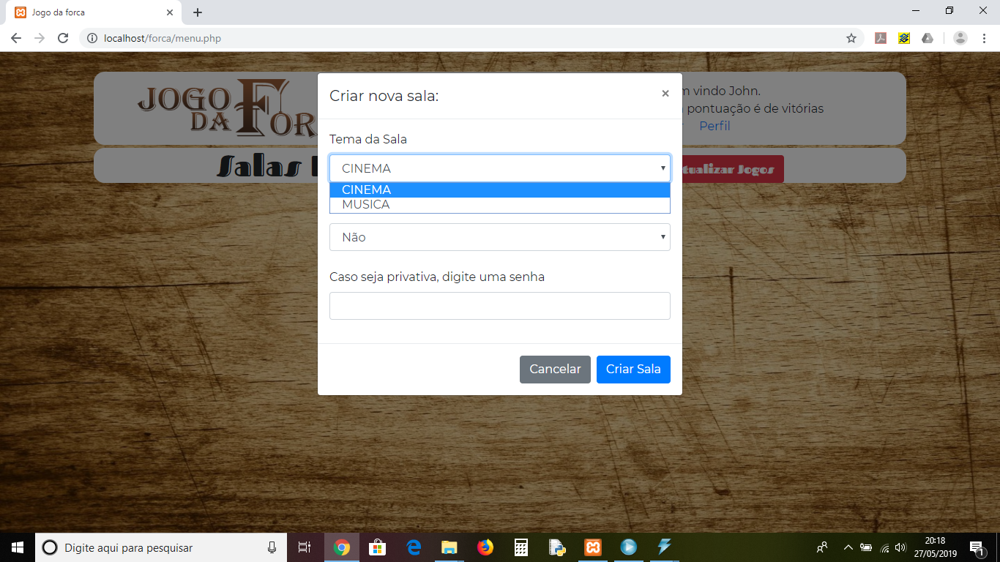 Jogo da forca
localhost/forca/menu.php
JOGO
DA
FOR
vindo John.
pontuação é de vitórias
Perfil
Salas
Jogos
Criar nova sala:
×
Tema da Sala
CINEMA
CINEMA
MUSICA
Não
Caso seja privativa, digite uma senha
Cancelar
Criar Sala
Digite aqui para pesquisar
20:18
27/05/2019
1